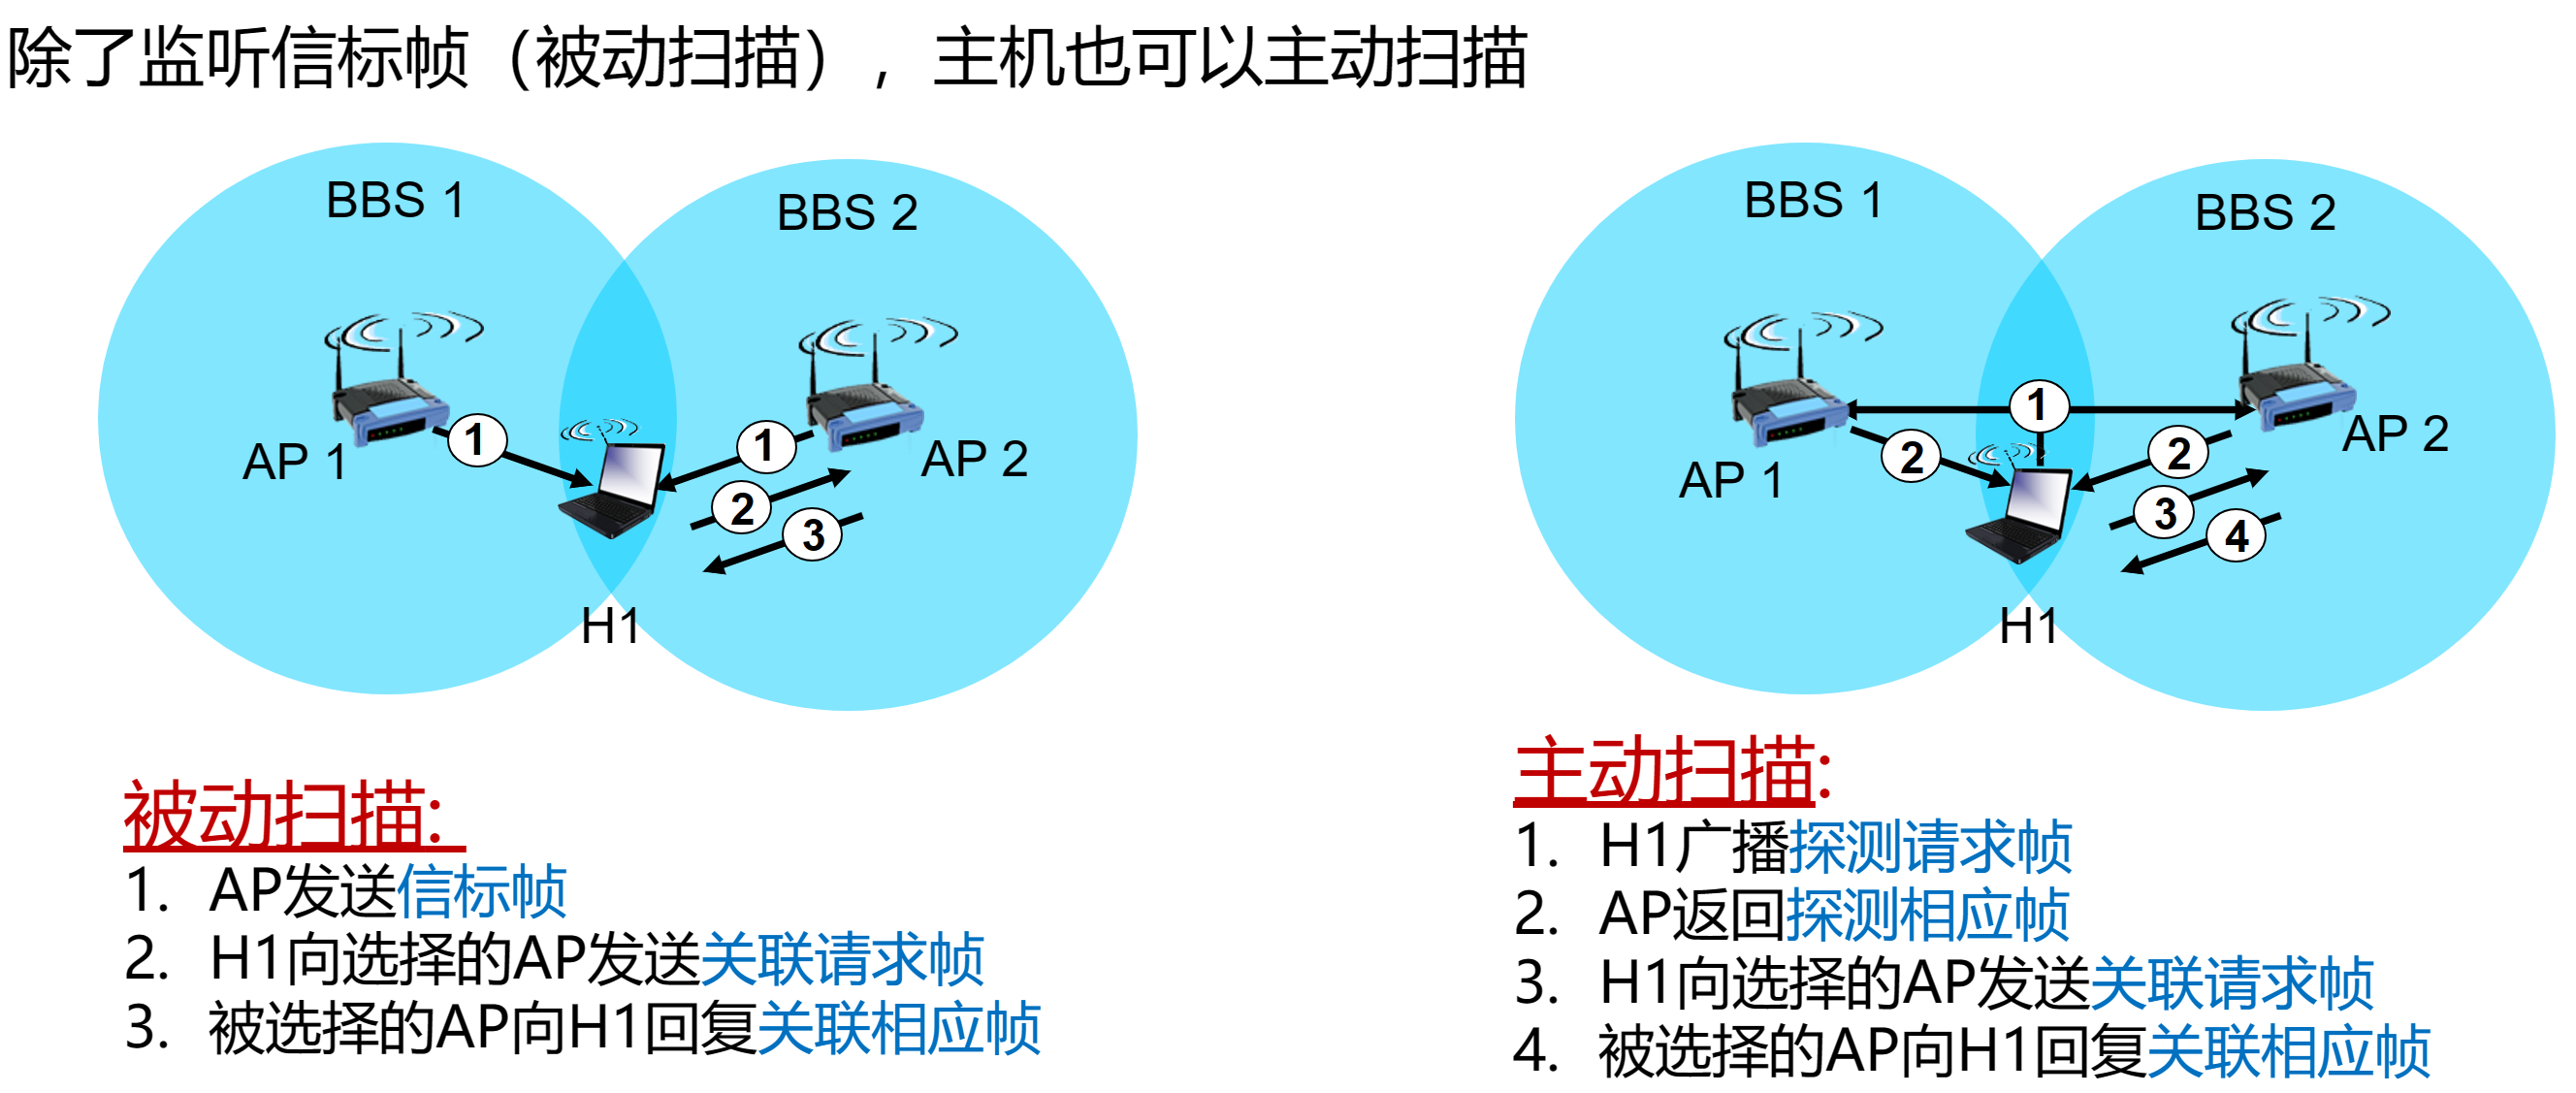 除了监听信标帧（被动扫描），主机也可以主动扫描
BBS 1
BBS 2
AP 1
AP 2
1
1
2
3
H1
被动扫描:
1. AP发送信标帧
2. H1向选择的AP发送关联请求帧
3. 被选择的AP向H1回复关联相应帧
BBS 1
BBS 2
1
AP 1
AP 2
2
2
3
4
H1
主动扫描:
1. H1广播探测请求帧
2. AP返回探测相应帧
3. H1向选择的AP发送关联请求帧
4. 被选择的AP向H1回复关联相应帧